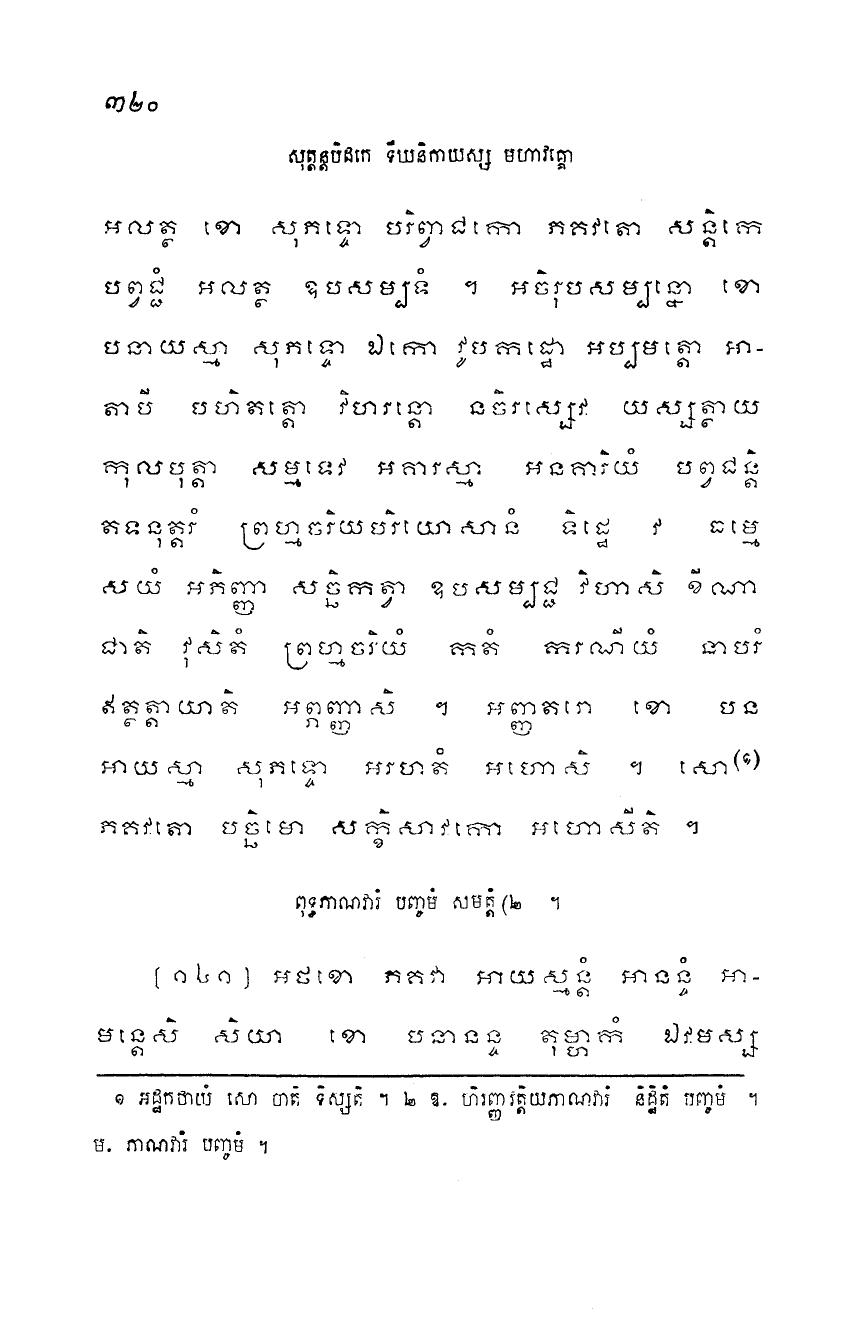 ៣២០
សុត្តន្តបិដកេ ទីឃនិកាយស្ស មហាវគ្គោ
អលត្ថ ខោ សុភទ្ទោ បរិព្វាជកោ ភគវតោ សន្តិកេ
បព្វជ្ជំ អលត្ថ ឧបសម្បទំ ។ អចិរុបសម្បន្នោ ខោ
បនាយស្មា សុភទ្ទោ ឯកោ វូបកដ្ឋោ អប្បមត្តោ អា-
តាបី បហិតត្តោ វិហរន្តោ នចិរស្សេវ យស្សត្ថាយ
កុលបុត្តា សម្មទេវ អគារស្មា អនគារិយំ បព្វជន្តិ
តទនុត្តរំ ព្រហ្មចរិយបរិយោសានំ ទិដ្ឋេ វ ធម្មេ
សយំ អភិញ្ញា សច្ឆិកត្វា ឧបសម្បជ្ជ វិហាសិ ខីណា
ជាតិ វុសិតំ ព្រហ្មចរិយំ កតំ ករណីយំ នាបរំ
ឥត្ថត្តាយាតិ អព្ភញ្ញាសិ ។ អញ្ញតរោ ខោ បន
អាយស្មា សុភទ្ទោ អរហតំ អហោសិ ។ សោ(១)
ភគវតោ បច្ឆិមោ សក្ខិសាវកោ អហោសីតិ ។
ពុទ្ធភាណវារំ បញ្ចមំ សមត្តំ(២ ។
[១៤១] អថខោ ភគវា អាយស្មន្តំ អានន្ទំ អា-
មន្តេសិ សិយា ខោ បនានន្ទ តុម្ហាកំ ឯវមស្ស
១ អដ្ឋកថាយំ សោ បាតិ ទិស្សតិ ។ ២ ឱ. ហិរញ្ញវត្តិយភាណវារំ និដ្ឋិតំ បញ្ចមំ ។
ម. ភាណវារំ បញ្ចមំ ។